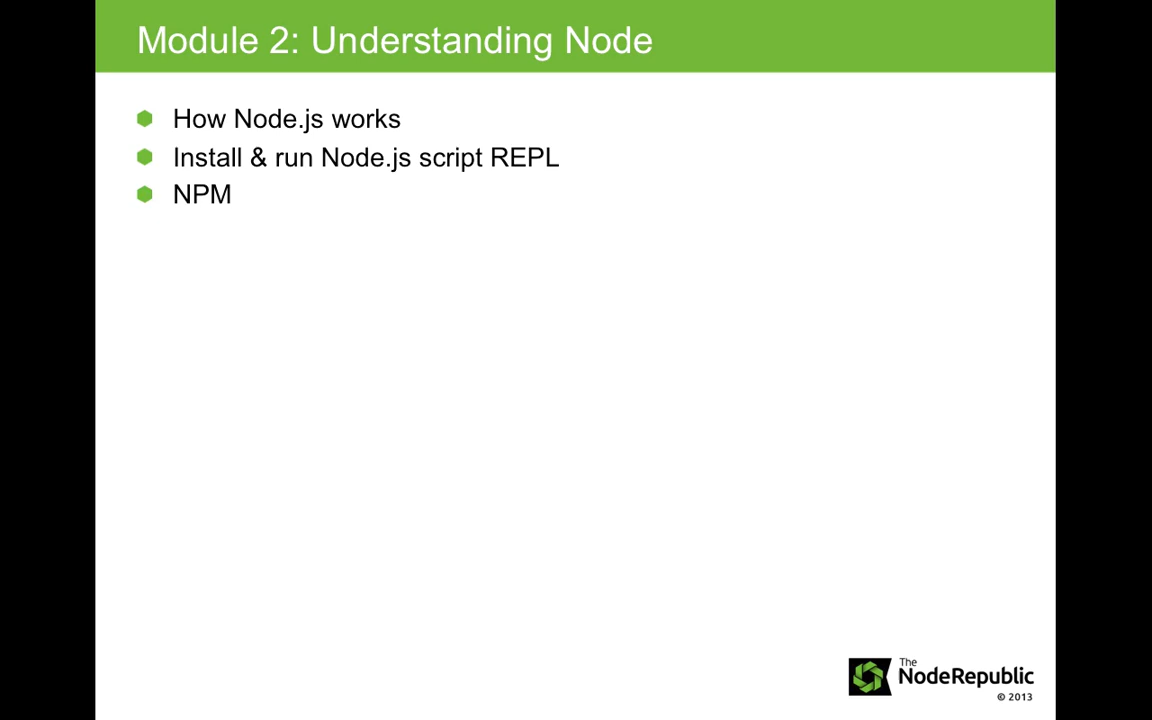 Module 2: Understanding Node
How Node.js works
Install & run Node.js script REPL
NPM
The
NodeRepublic
© 2013